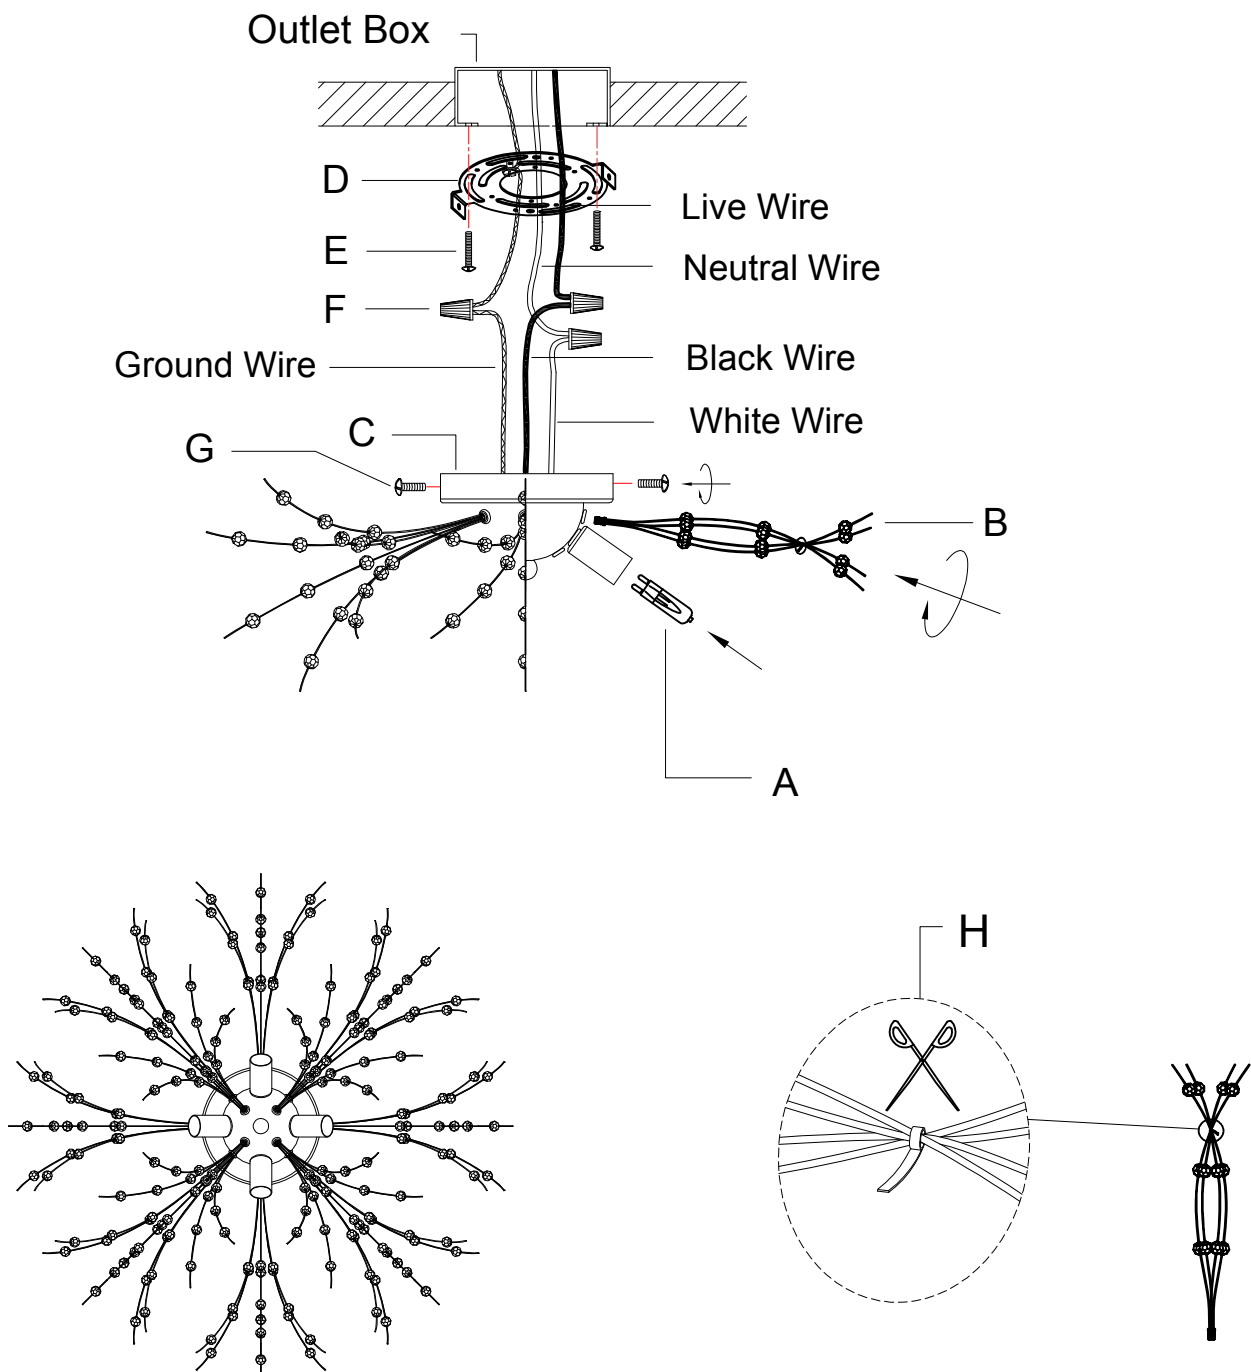 Outlet Box
D
Live Wire
E
Neutral Wire
F
Black Wire
Ground Wire
White Wire
C
G
B
A
H